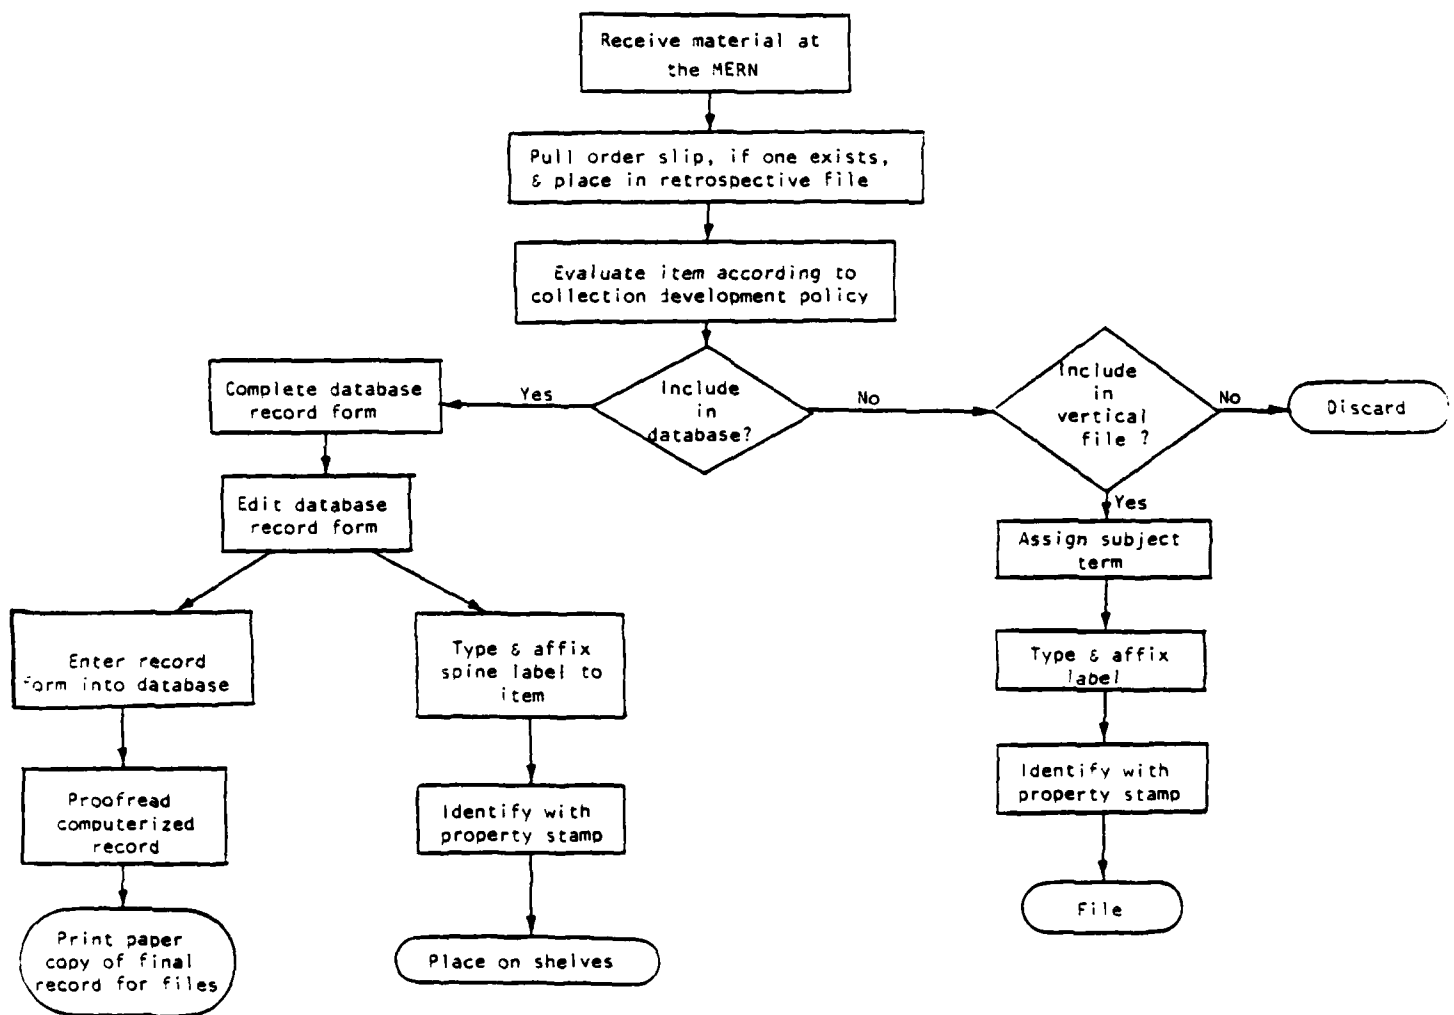 Receive material at
the MERN
Pull order slip, if one exists,
& place in retrospective file
Evaluate item according to
collection development policy
Include
in
database?
Yes
No
Complete database
record form
Edit database
record form
Enter record
form into database
Proofread
computerized
record
Print paper
copy of final
record for files
Type & affix
spine label to
item
Identify with
property stamp
Place on shelves
Include
in
vertical
file ?
No
Discard
Yes
Assign subject
term
Type & affix
label
Identify with
property stamp
File